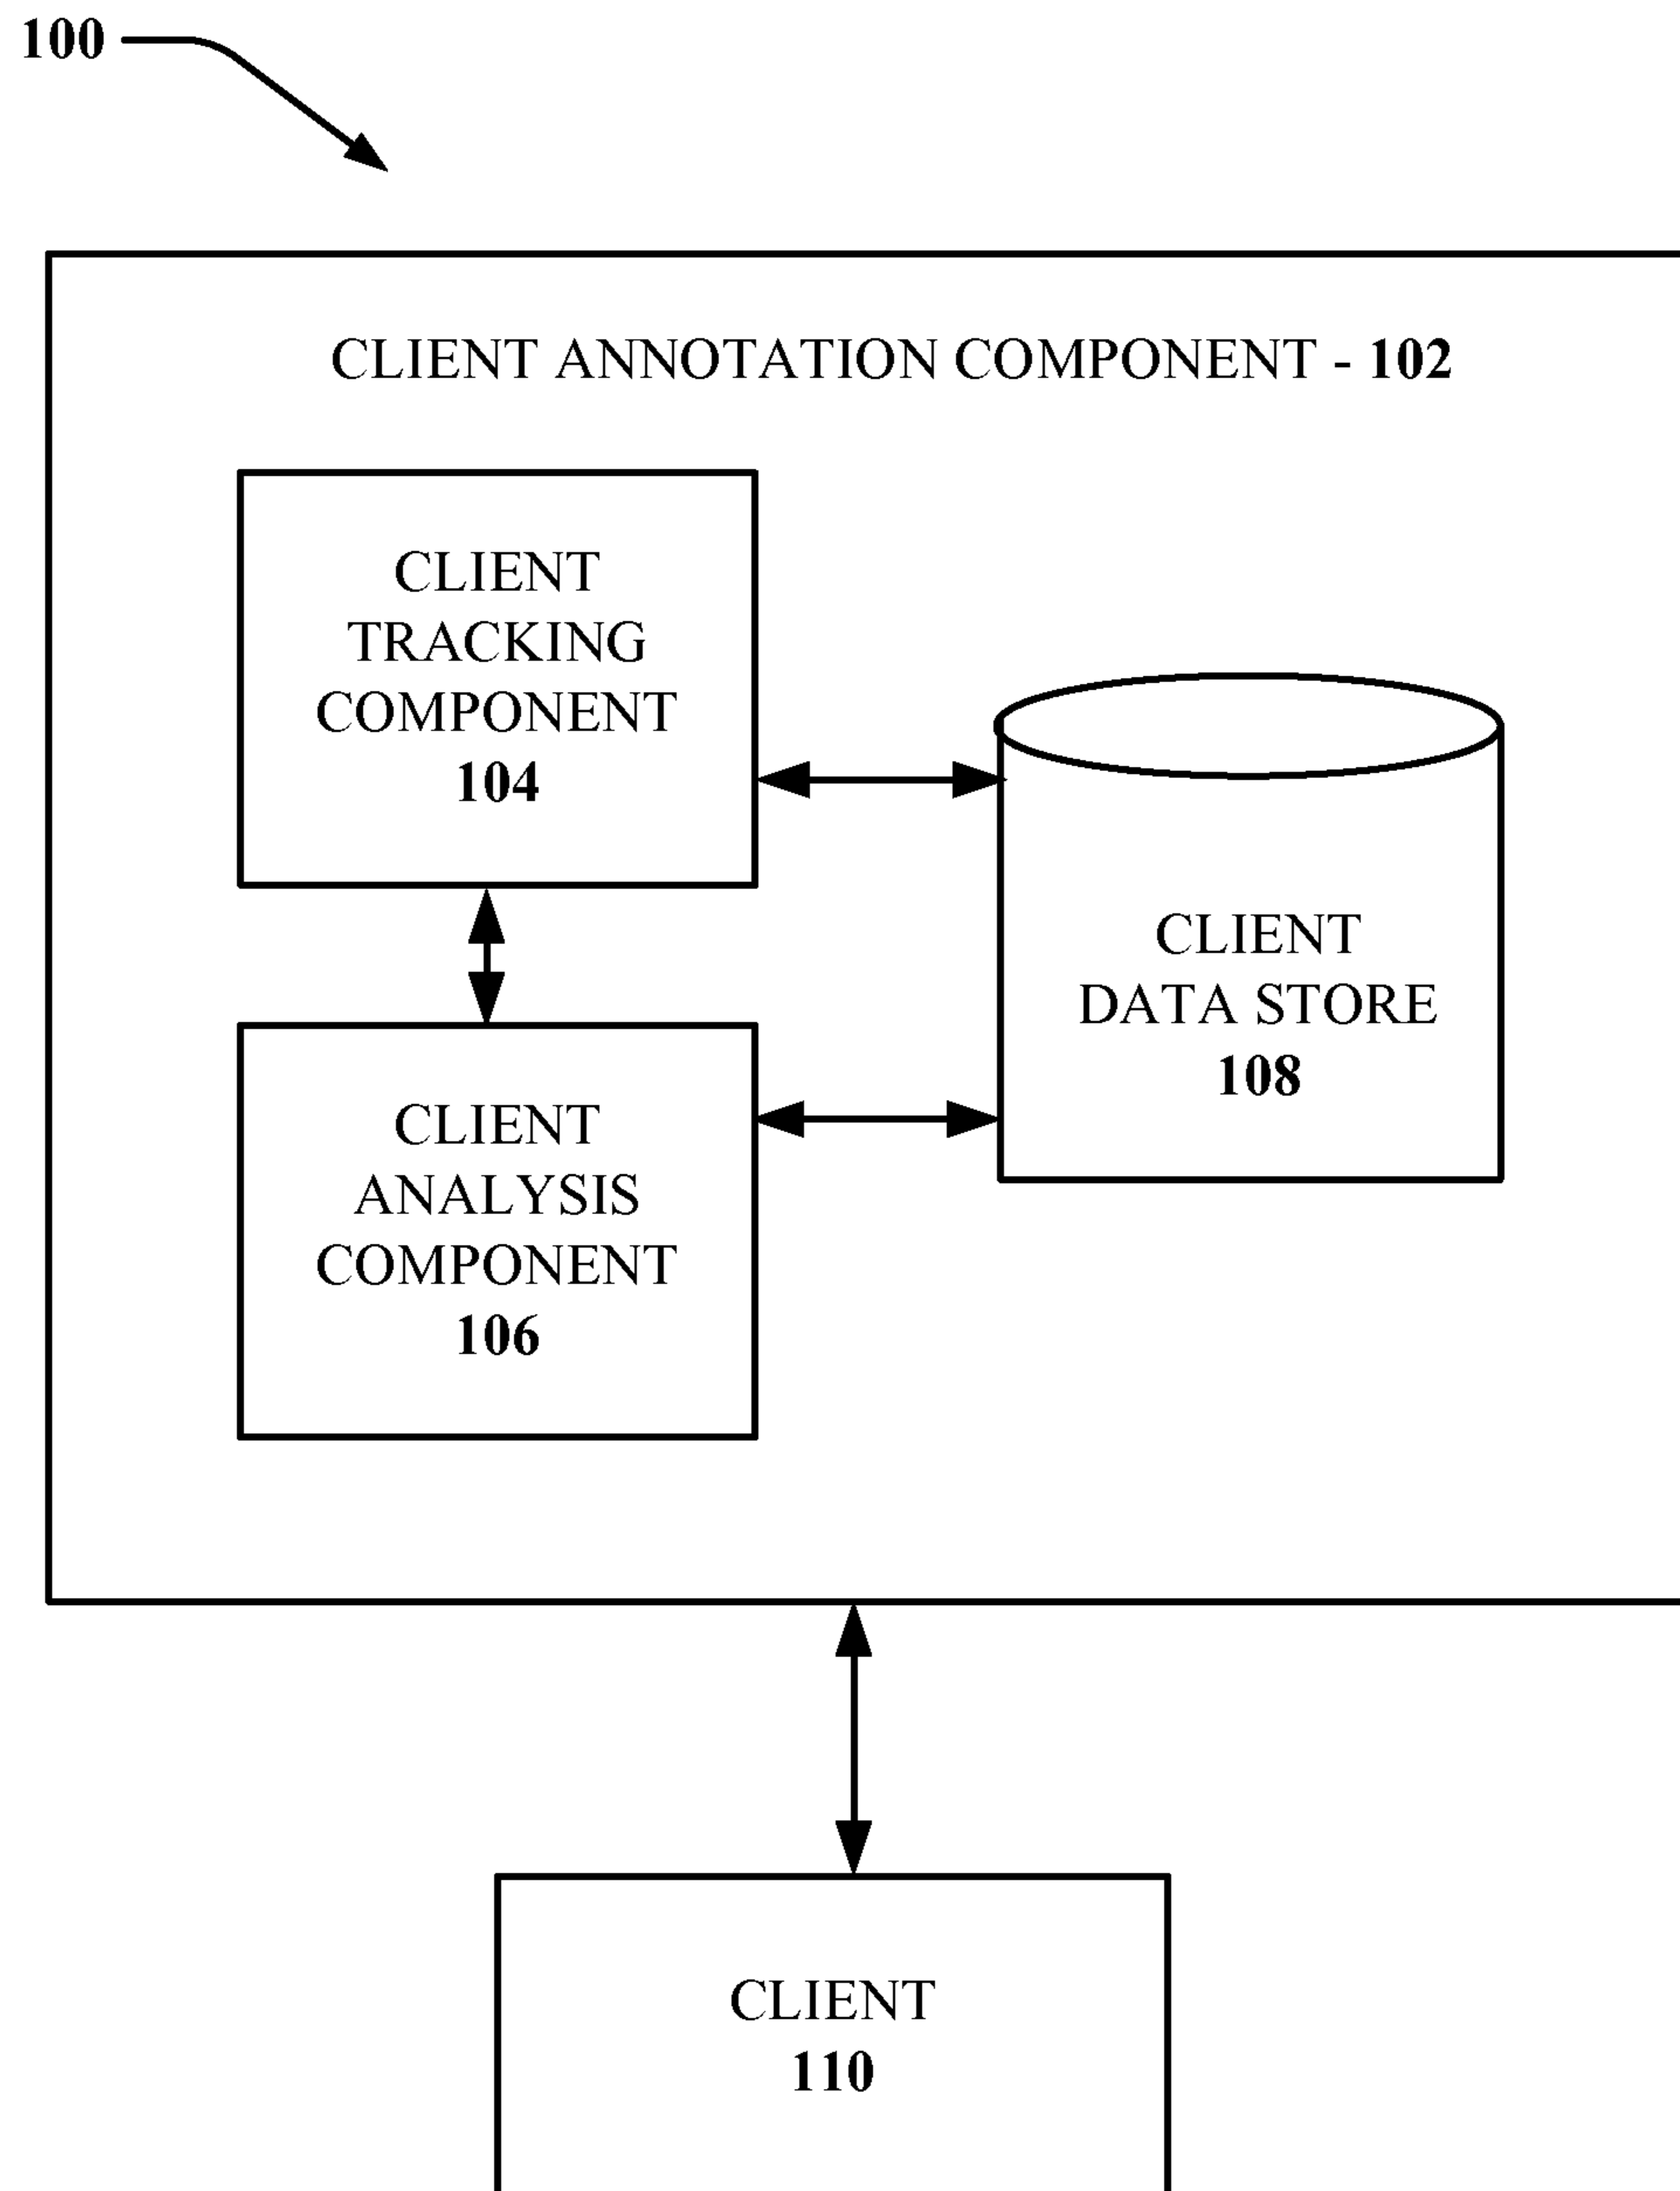 100
CLIENT ANNOTATION COMPONENT - 102
CLIENT
TRACKING
COMPONENT
104
CLIENT
DATA STORE
108
CLIENT
ANALYSIS
COMPONENT
106
CLIENT
110